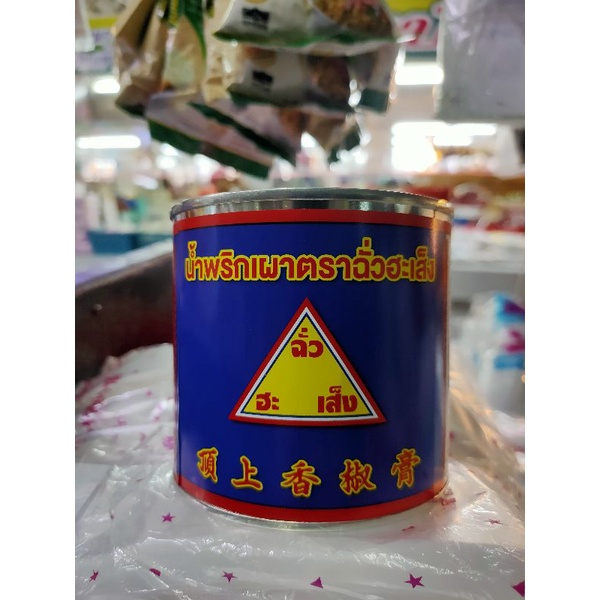 น้ำพริกเผาตราฉั่วฮะเส็ง
ฉั่ว
ฮะ เส็ง
頂上香椒膏